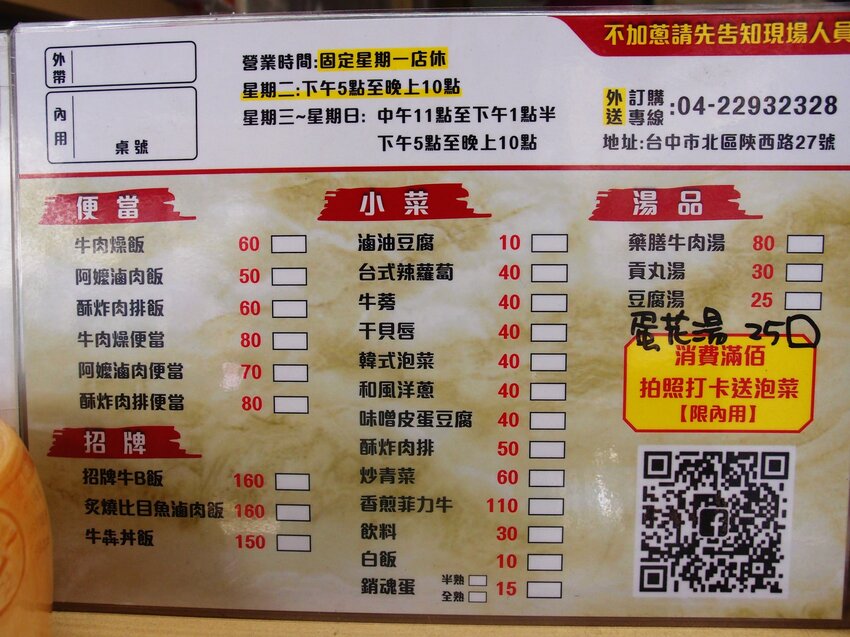 不加蔥請先告知現場人員
外帶
內用
桌號
營業時間:固定星期一店休
星期二:下午5點至晚上10點
星期三~星期日: 中午11點至下午1點半
下午5點至晚上10點
外送 訂購專線:04-22932328
地址:台中市北區陝西路27號
便當
牛肉燥飯 60
阿嬤滷肉飯 50
酥炸肉排飯 60
牛肉燥便當 80
阿嬤滷肉便當 70
酥炸肉排便當 80
招牌
招牌牛B飯 160
炙燒比目魚滷肉飯 160
牛犇丼飯 150
小菜
滷油豆腐 10
台式辣蘿蔔 40
牛蒡 40
干貝唇 40
韓式泡菜 40
和風洋蔥 40
味噌皮蛋豆腐 40
酥炸肉排 50
炒青菜 60
香煎菲力牛 110
飲料 30
白飯 10
銷魂蛋 半熟 全熟 15
湯品
藥膳牛肉湯 80
貢丸湯 30
豆腐湯 25
蛋花湯 25
消費滿佰
拍照打卡送泡菜
【限內用】